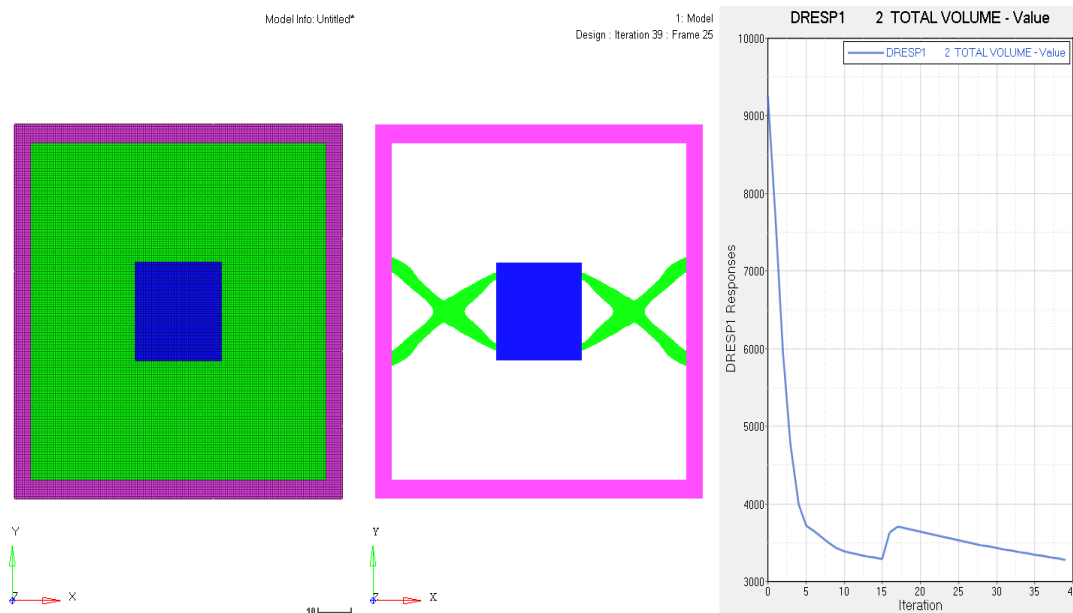 Model Info: Untitled*
1: Model
Design : Iteration 39 : Frame 25
Y
Z
X
Y
Z
X
10
DRESP1 2 TOTAL VOLUME - Value
DRESP1 2 TOTAL VOLUME - Value
DRESP1 Responses
10000
9000
8000
7000
6000
5000
4000
3000
0
5
10
15
20
25
30
35
Iteration